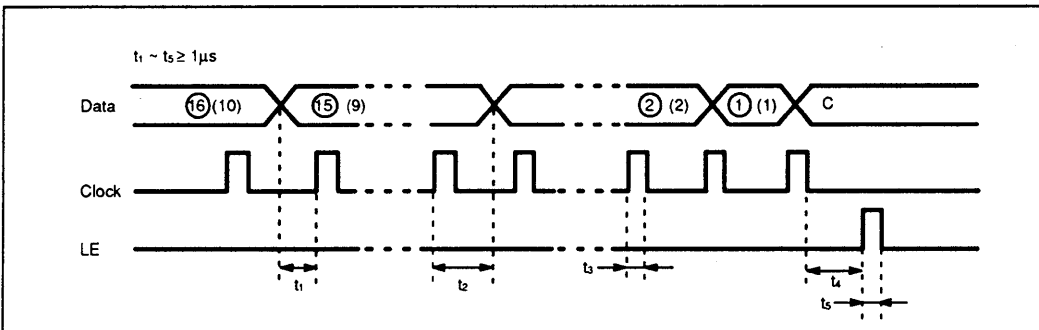 t₁ ~ t₅ ≥ 1μs
Data ⑯ (10) ⑮ (9) ② (2) ① (1) C
Clock
LE
t₁ t₂ t₃ t₄
t₅